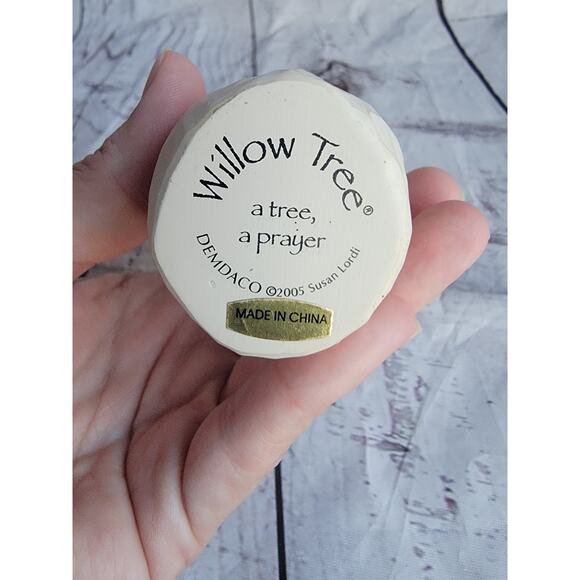 Willow Tree®
a tree,
a prayer
DEMDACO ©2005 Susan Lordi
MADE IN CHINA